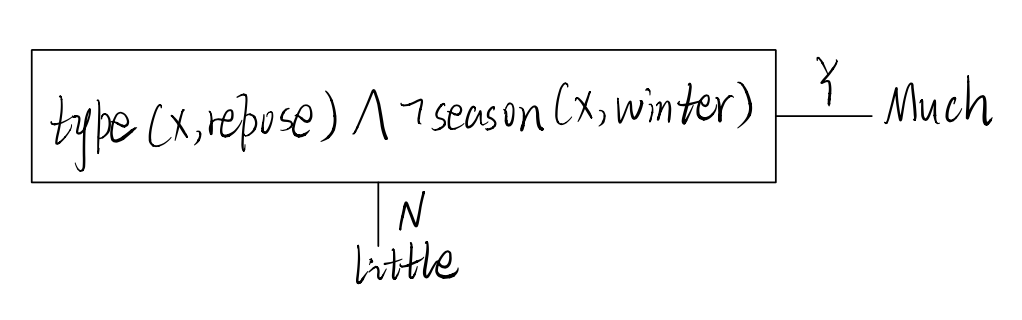 type(x,repose) ∧ ¬season(x,winter)
Y
Much
N
little